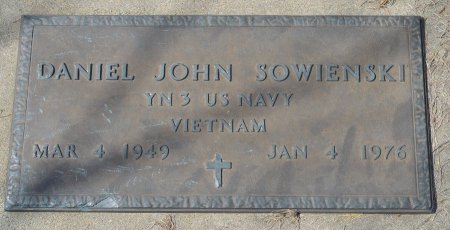 DANIEL JOHN SOWIENSKI
YN3 US NAVY
VIETNAM
MAR 4 1949 JAN 4 1976